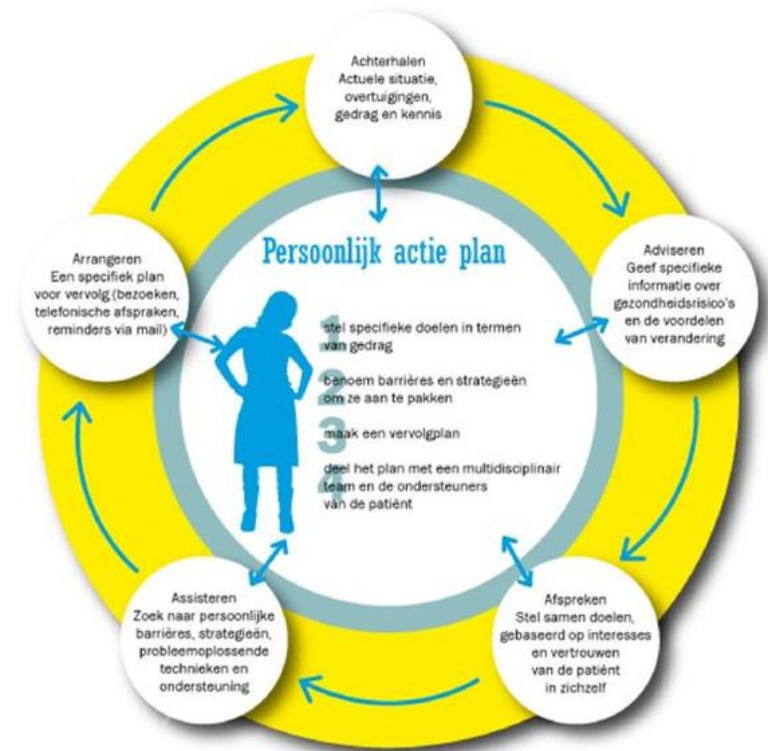 Achterhalen
Actuele situatie,
overtuigingen,
gedrag en kennis
Adviseren
Geef specifieke
informatie over
gezondheidsrisico's
en de voordelen
van verandering
Afspreken
Stel samen doelen,
gebaseerd op interesses
en vertrouwen
van de patiënt
in zichzelf
Assisteren
Zoek naar persoonlijke
barrières, strategieën,
probleemoplossende
technieken en
ondersteuning
Arrangeren
Een specifiek plan
voor vervolg (bezoeken,
telefonische afspraken,
reminders via mail)
Persoonlijk actie plan
1 stel specifieke doelen in termen
van gedrag
2 benoem barrières en strategieën
om ze aan te pakken
3 maak een vervolgplan
4 deel het plan met een multidisciplinair
team en de ondersteuners
van de patiënt